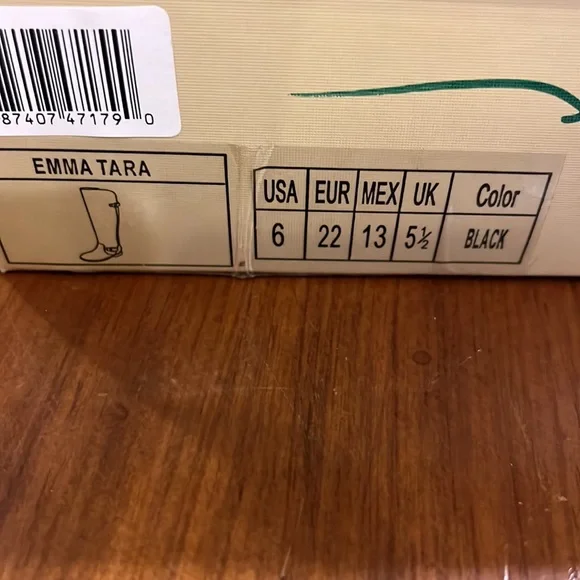 87407 47179 0
EMMA TARA
USA EUR MEX UK Color
6 22 13 5½ BLACK